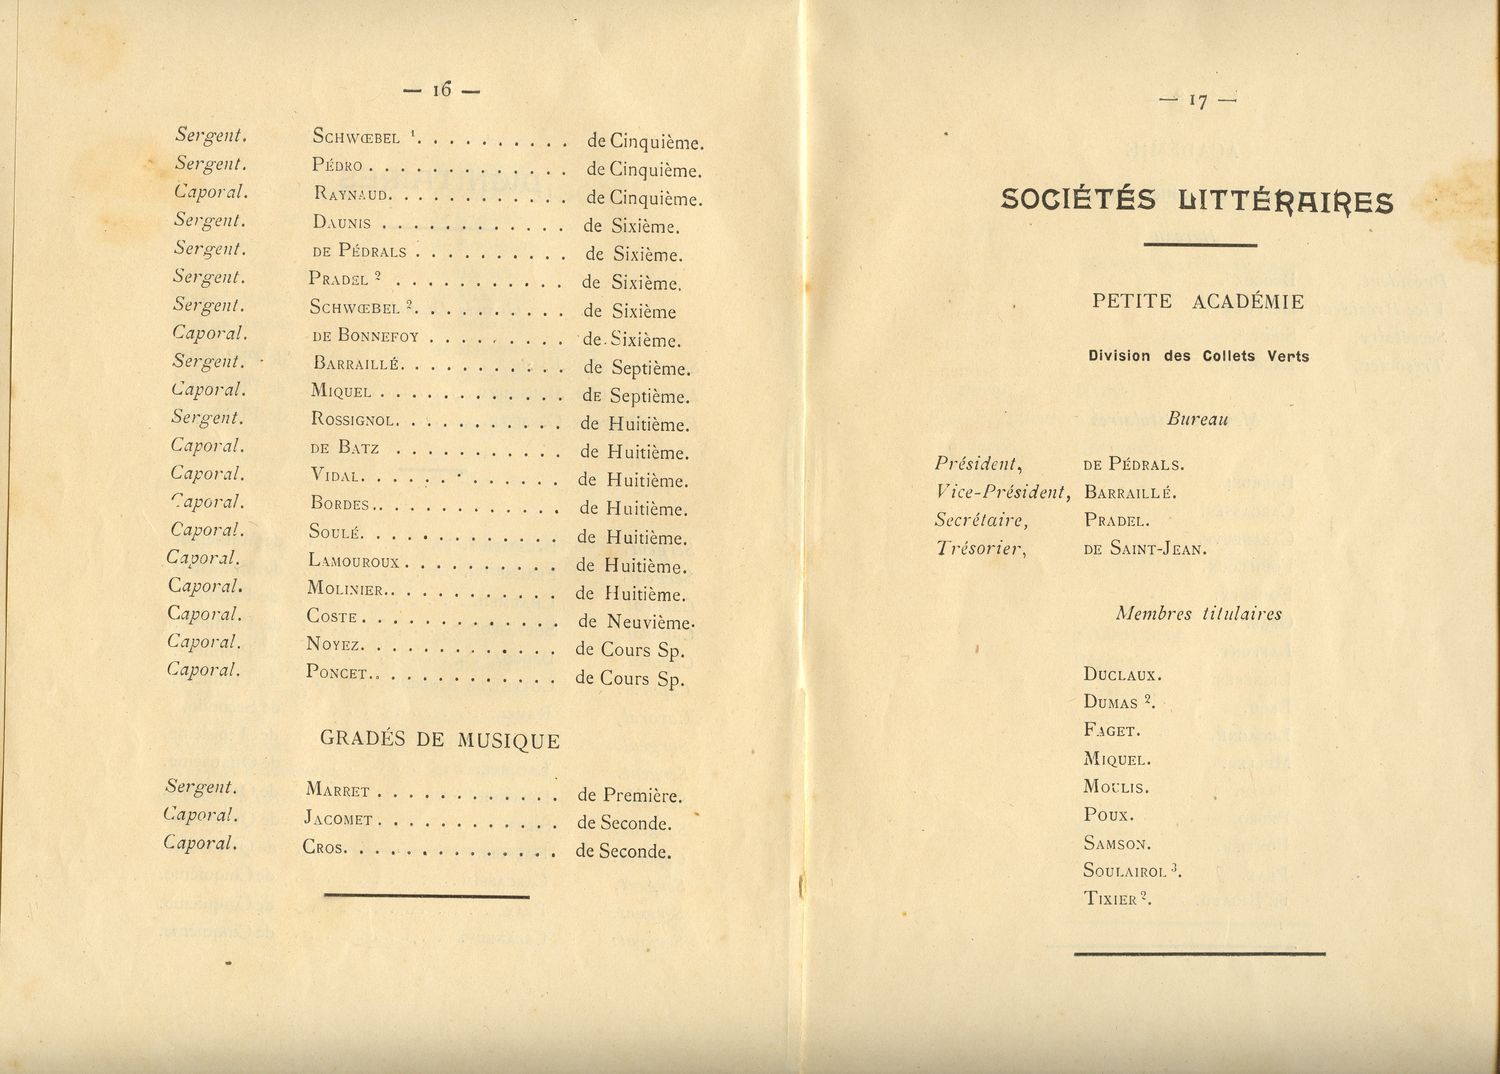 — 16 —
Sergent. SCHWŒBEL ¹. . . . . . . . . . de Cinquième.
Sergent. PÉDRO . . . . . . . . . . . . . de Cinquième.
Caporal. RAYNAUD. . . . . . . . . . . . de Cinquième.
Sergent. DAUNIS . . . . . . . . . . . . de Sixième.
Sergent. DE PÉDRALS . . . . . . . . . . de Sixième.
Sergent. PRADEL ² . . . . . . . . . . . de Sixième.
Sergent. SCHWŒBEL ². . . . . . . . . . de Sixième
Caporal. DE BONNEFOY . . . . . . . . . de Sixième.
Sergent. BARRAILLÉ. . . . . . . . . . . de Septième.
Caporal. MIQUEL . . . . . . . . . . . . dE Septième.
Sergent. ROSSIGNOL. . . . . . . . . . . de Huitième.
Caporal. DE BATZ . . . . . . . . . . . de Huitième.
Caporal. VIDAL. . . . . . . . . . . . . de Huitième.
Caporal. BORDES.. . . . . . . . . . . . de Huitième.
Caporal. SOULÉ. . . . . . . . . . . . . de Huitième.
Caporal. LAMOUROUX . . . . . . . . . . de Huitième.
Caporal. MOLINIER.. . . . . . . . . . . de Huitième.
Caporal. COSTE . . . . . . . . . . . . . de Neuvième.
Caporal. NOYEZ. . . . . . . . . . . . . de Cours Sp.
Caporal. PONCET.. . . . . . . . . . . . de Cours Sp.
GRADÉS DE MUSIQUE
Sergent. MARRET . . . . . . . . . . . . de Première.
Caporal. JACOMET . . . . . . . . . . . . de Seconde.
Caporal. CROS. . . . . . . . . . . . . . de Seconde.
— 17 —
SOCIÉTÉS LITTÉRAIRES
PETITE ACADÉMIE
Division des Collets Verts
Bureau
Président, DE PÉDRALS.
Vice-Président, BARRAILLÉ.
Secrétaire, PRADEL.
Trésorier, DE SAINT-JEAN.
Membres titulaires
DUCLAUX.
DUMAS ².
FAGET.
MIQUEL.
MOULIS.
POUX.
SAMSON.
SOULAIROL ³.
TIXIER ².